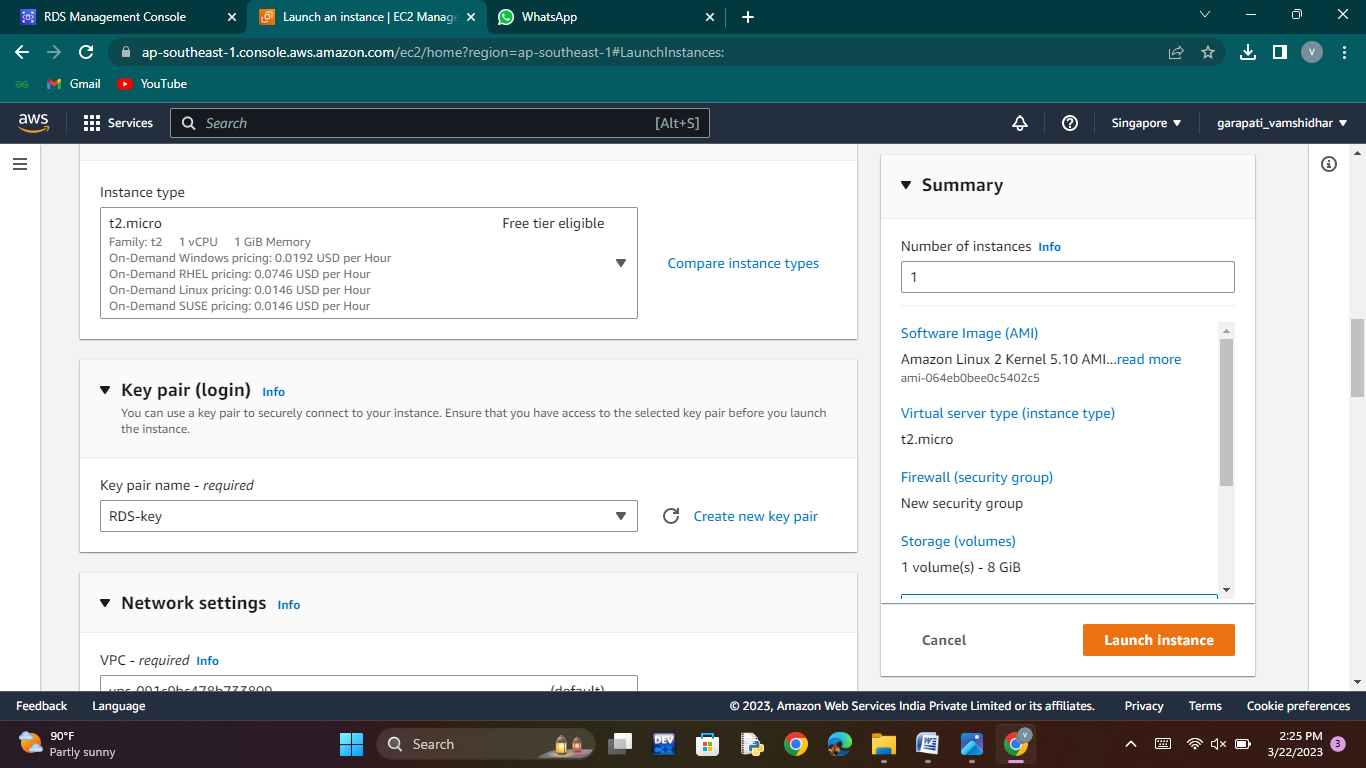 RDS Management Console
Launch an instance | EC2 Manage
WhatsApp
ap-southeast-1.console.aws.amazon.com/ec2/home?region=ap-southeast-1#LaunchInstances:
V
Gmail
YouTube
aws
Services
Search
[Alt+S]
Singapore
garapati_vamshidhar
Instance type
t2.micro
Free tier eligible
Family: t2 1 vCPU 1 GiB Memory
On-Demand Windows pricing: 0.0192 USD per Hour
On-Demand RHEL pricing: 0.0746 USD per Hour
On-Demand Linux pricing: 0.0146 USD per Hour
On-Demand SUSE pricing: 0.0146 USD per Hour
Compare instance types
Key pair (login) Info
You can use a key pair to securely connect to your instance. Ensure that you have access to the selected key pair before you launch
the instance.
Key pair name - required
RDS-key
Create new key pair
Network settings Info
VPC - required Info
vpc-091c9bc478b733809
(default)
Summary
Number of instances Info
1
Software Image (AMI)
Amazon Linux 2 Kernel 5.10 AMI...read more
ami-064eb0bee0c5402c5
Virtual server type (instance type)
t2.micro
Firewall (security group)
New security group
Storage (volumes)
1 volume(s) - 8 GiB
Cancel
Launch instance
Feedback
Language
© 2023, Amazon Web Services India Private Limited or its affiliates.
Privacy
Terms
Cookie preferences
90°F
Partly sunny
Search
DEV
2:25 PM
3/22/2023
3